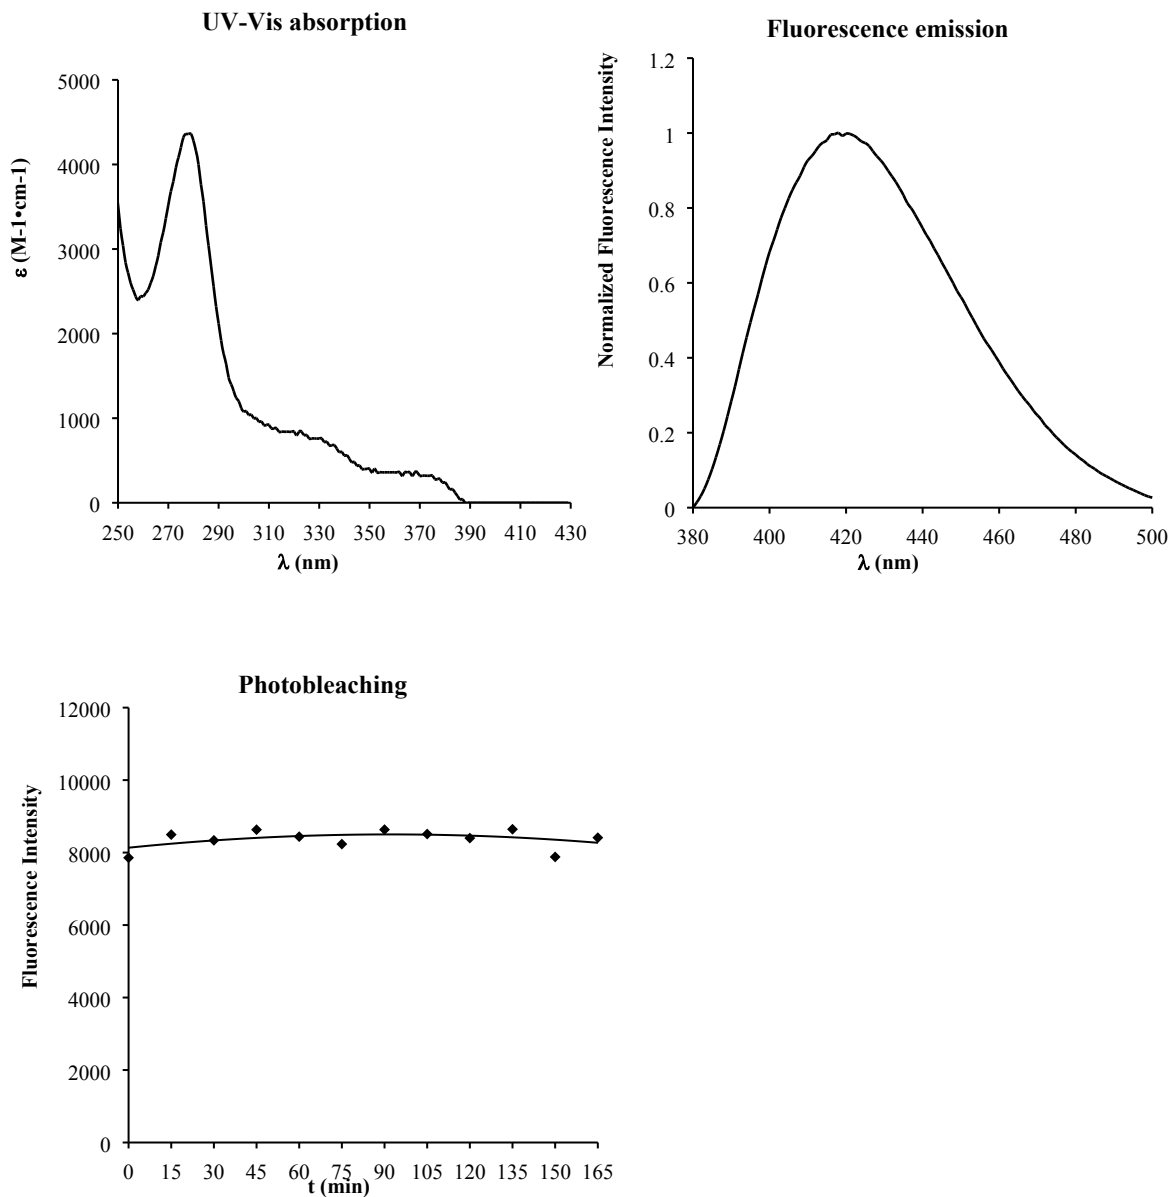 UV-Vis absorption
ε (M-1•cm-1)
5000
4000
3000
2000
1000
0
250 270 290 310 330 350 370 390 410 430
λ (nm)
Fluorescence emission
Normalized Fluorescence Intensity
1.2
1
0.8
0.6
0.4
0.2
0
380 400 420 440 460 480 500
λ (nm)
Photobleaching
Fluorescence Intensity
12000
10000
8000
6000
4000
2000
0
0 15 30 45 60 75 90 105 120 135 150 165
t (min)